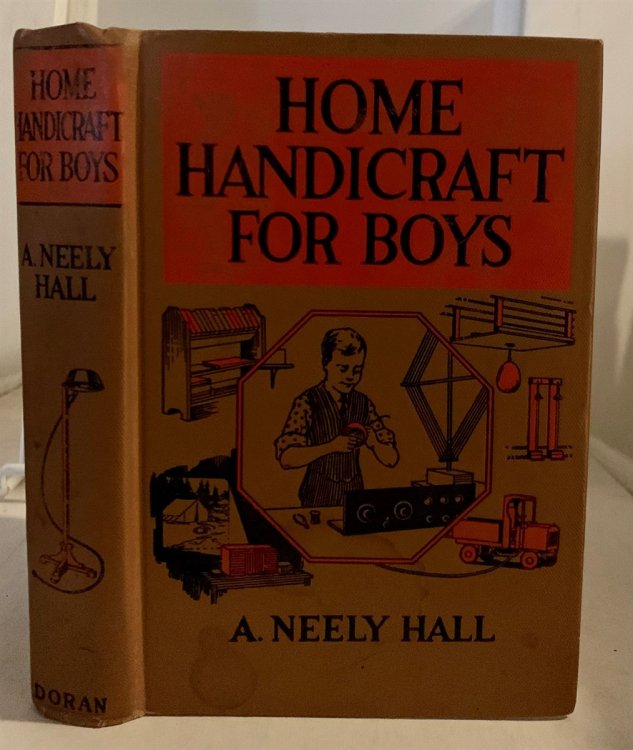 HOME
HANDICRAFT
FOR BOYS
A. NEELY
HALL
DORAN
HOME
HANDICRAFT
FOR BOYS
A. NEELY HALL